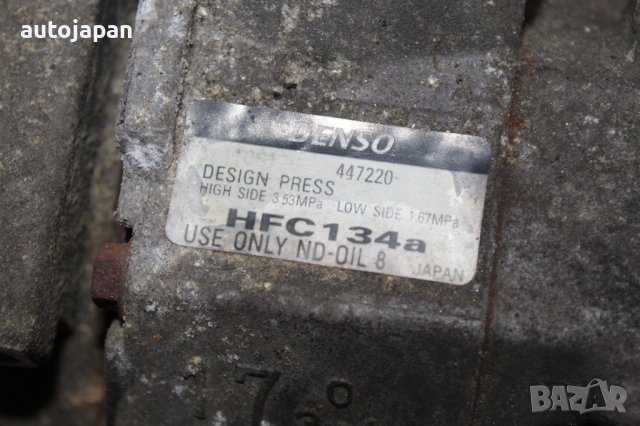 autojapan
DENSO
447220-
DESIGN PRESS
HIGH SIDE 3.53MPa LOW SIDE 1.67MPa
HFC134a
USE ONLY ND-OIL 8
JAPAN
7
BAZAR